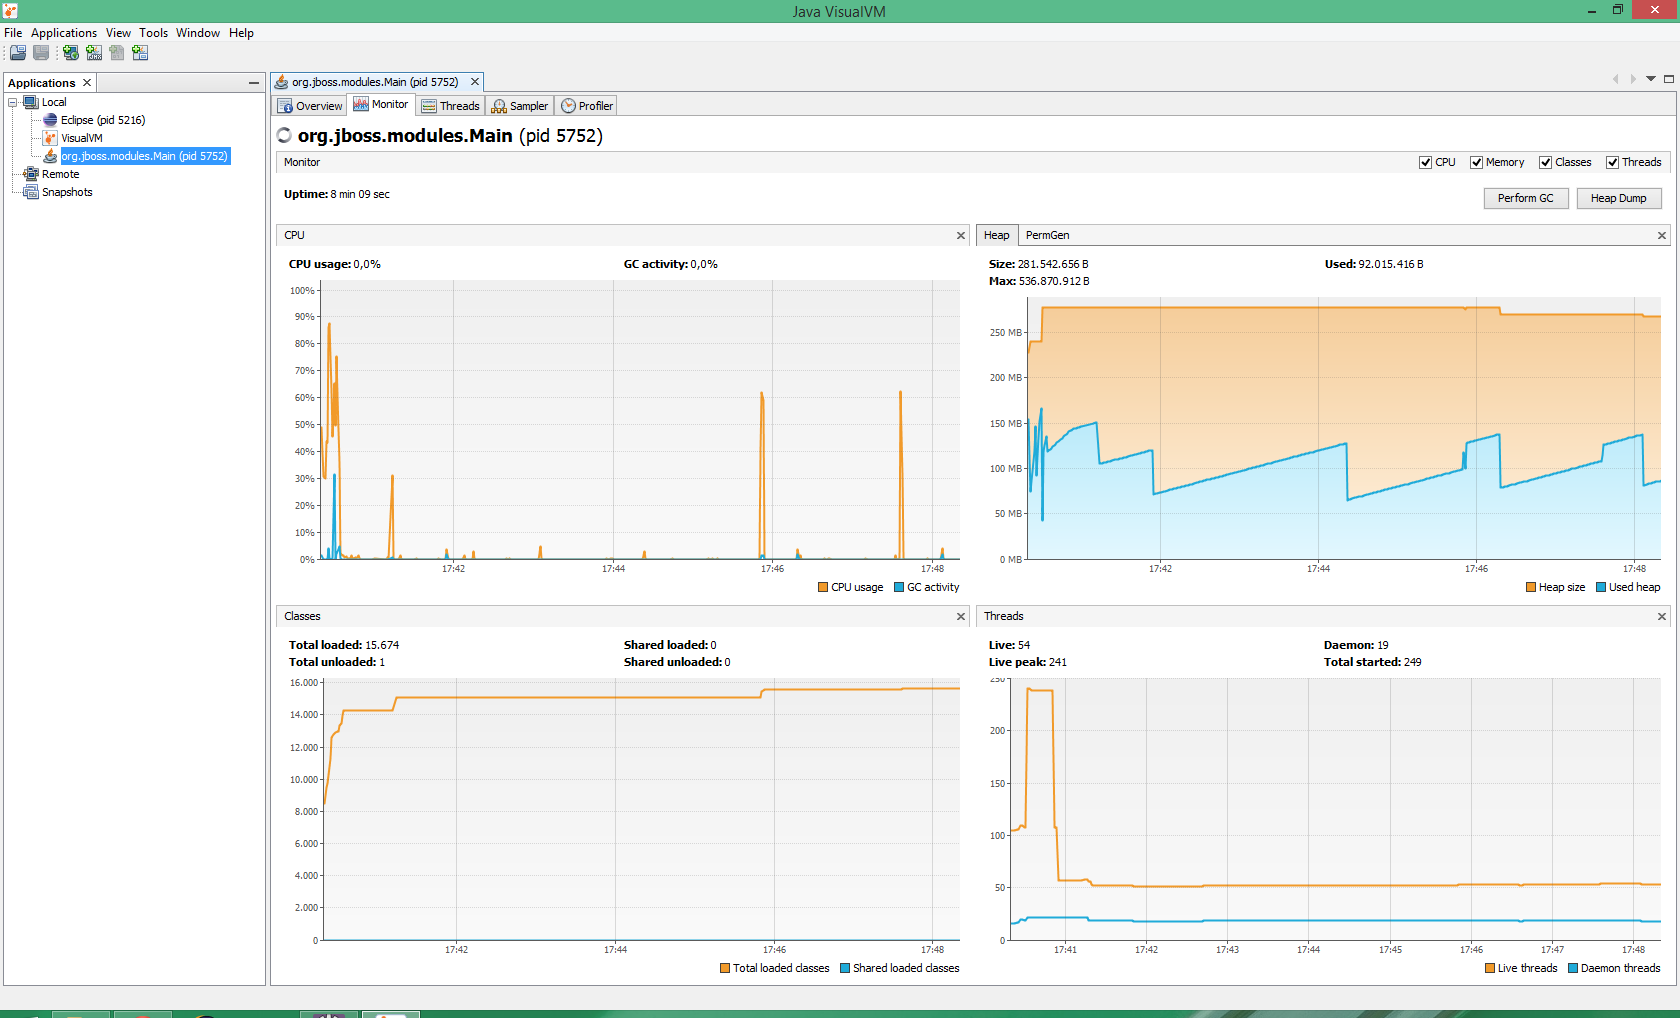 Java VisualVM
File Applications View Tools Window Help
Applications
Local
Eclipse (pid 5216)
VisualVM
org.jboss.modules.Main (pid 5752)
Remote
Snapshots
org.jboss.modules.Main (pid 5752)
Overview Monitor Threads Sampler Profiler
org.jboss.modules.Main (pid 5752)
Monitor CPU Memory Classes Threads
Uptime: 8 min 09 sec
Perform GC Heap Dump
CPU
CPU usage: 0,0% GC activity: 0,0%
100%
90%
80%
70%
60%
50%
40%
30%
20%
10%
0%
17:42 17:44 17:46 17:48
CPU usage GC activity
Heap PermGen
Size: 281.542.656 B Used: 92.015.416 B
Max: 536.870.912 B
250 MB
200 MB
150 MB
100 MB
50 MB
0 MB
17:42 17:44 17:46 17:48
Heap size Used heap
Classes
Total loaded: 15.674 Shared loaded: 0
Total unloaded: 1 Shared unloaded: 0
16.000
14.000
12.000
10.000
8.000
6.000
4.000
2.000
0
17:42 17:44 17:46 17:48
Total loaded classes Shared loaded classes
Threads
Live: 54 Daemon: 19
Live peak: 241 Total started: 249
250
200
150
100
50
0
17:41 17:42 17:43 17:44 17:45 17:46 17:47 17:48
Live threads Daemon threads